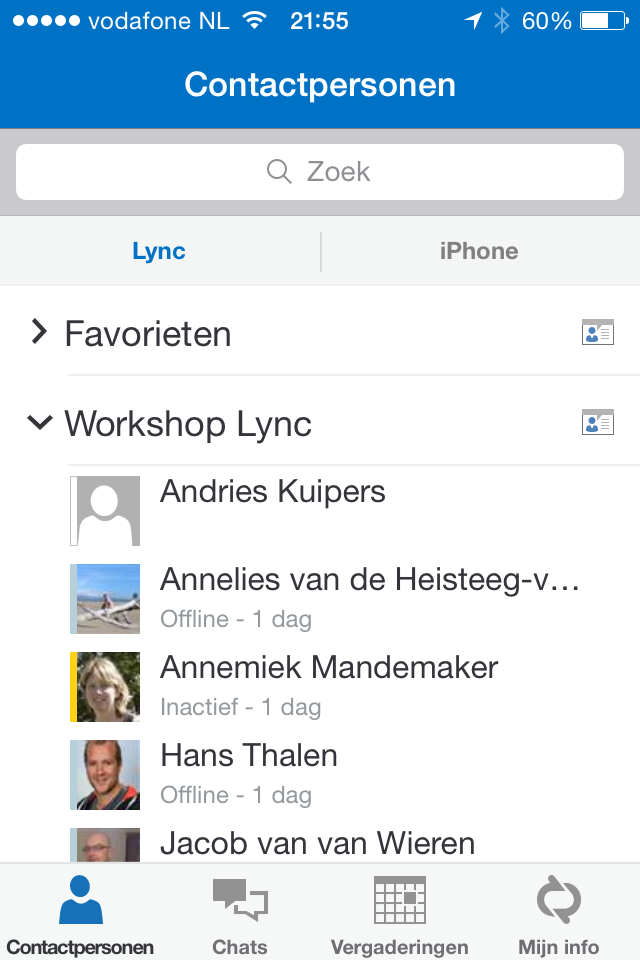 vodafone NL 21:55 60%
Contactpersonen
Zoek
Lync iPhone
Favorieten
Workshop Lync
Andries Kuipers
Annelies van de Heisteeg-v...
Offline - 1 dag
Annemiek Mandemaker
Inactief - 1 dag
Hans Thalen
Offline - 1 dag
Jacob van van Wieren
Contactpersonen Chats Vergaderingen Mijn info